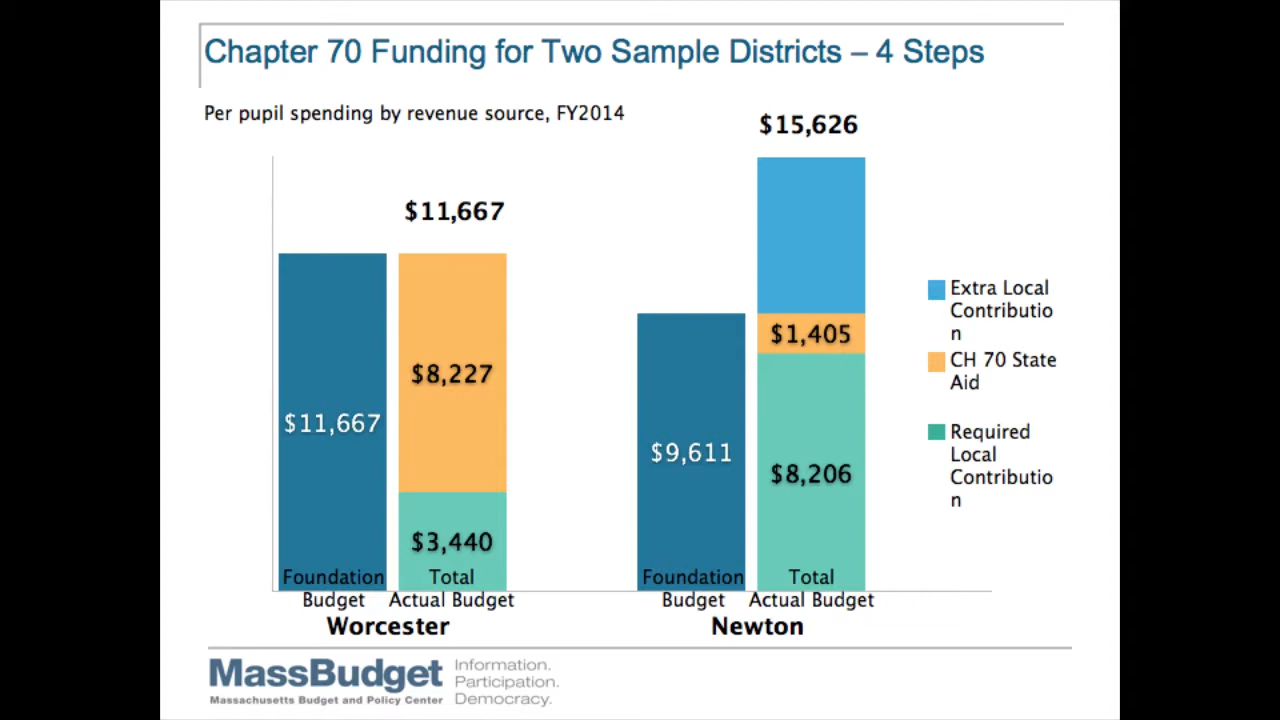 Chapter 70 Funding for Two Sample Districts – 4 Steps
Per pupil spending by revenue source, FY2014
$15,626
$11,667
Extra Local
Contributio
n
$1,405
CH 70 State
Aid
$8,227
$11,667
Required
Local
Contributio
n
$9,611
$8,206
$3,440
Foundation
Budget
Total
Actual Budget
Foundation
Budget
Total
Actual Budget
Worcester
Newton
MassBudget
Massachusetts Budget and Policy Center
Information.
Participation.
Democracy.